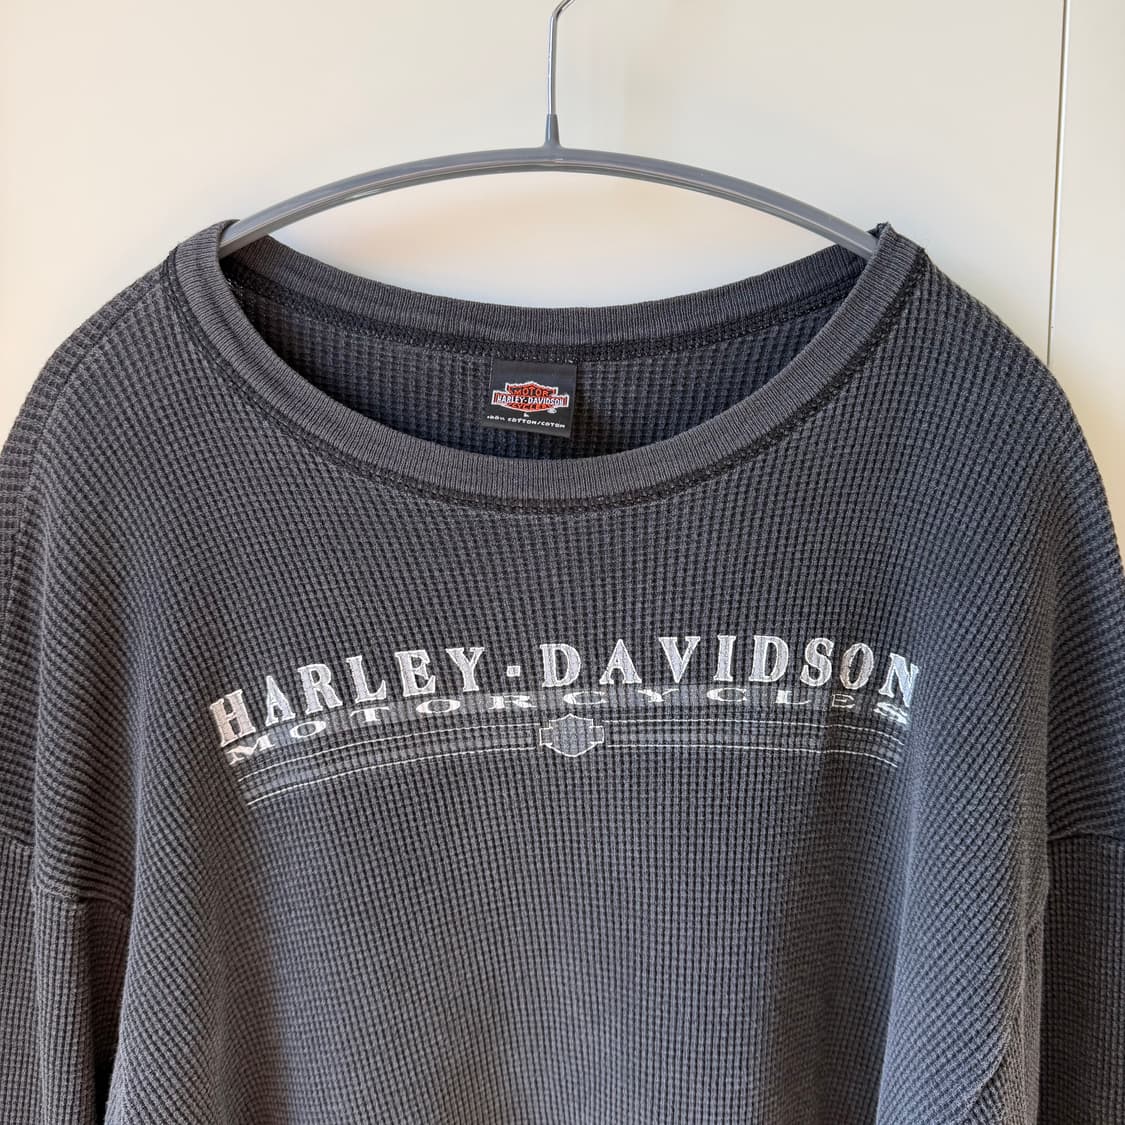 MOTOR
HARLEY-DAVIDSON
CYCLES
L
100% COTTON/COTON
HARLEY-DAVIDSON
MOTORCYCLES